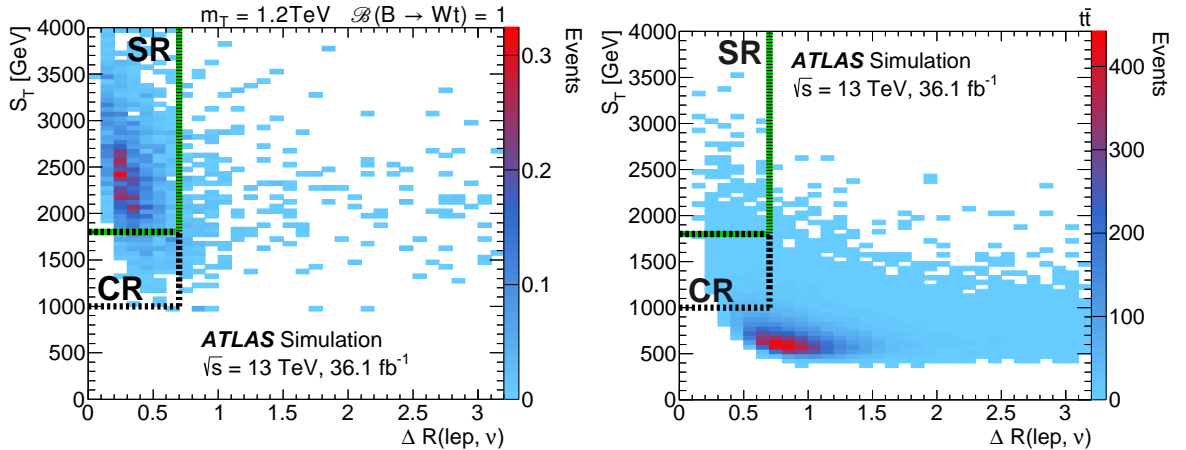 m_T = 1.2TeV ℬ(B → Wt) = 1
S_T [GeV]
4000
3500
3000
2500
2000
1500
1000
500
0
SR
CR
ATLAS Simulation
√s = 13 TeV, 36.1 fb⁻¹
0 0.5 1 1.5 2 2.5 3
Δ R(lep, ν)
Events
0.3
0.2
0.1
0
tt̄
S_T [GeV]
4000
3500
3000
2500
2000
1500
1000
500
0
SR
CR
ATLAS Simulation
√s = 13 TeV, 36.1 fb⁻¹
0 0.5 1 1.5 2 2.5 3
Δ R(lep, ν)
Events
400
300
200
100
0